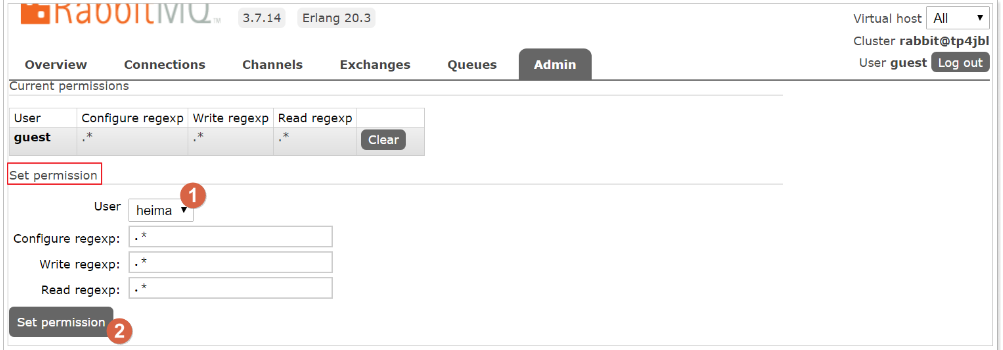 RabbitMQ 3.7.14 Erlang 20.3 Virtual host All
Cluster rabbit@tp4jbl
User guest Log out
Overview Connections Channels Exchanges Queues Admin
Current permissions
User Configure regexp Write regexp Read regexp
guest .* .* .* Clear
Set permission
1
User heima
Configure regexp: .*
Write regexp: .*
Read regexp: .*
Set permission 2